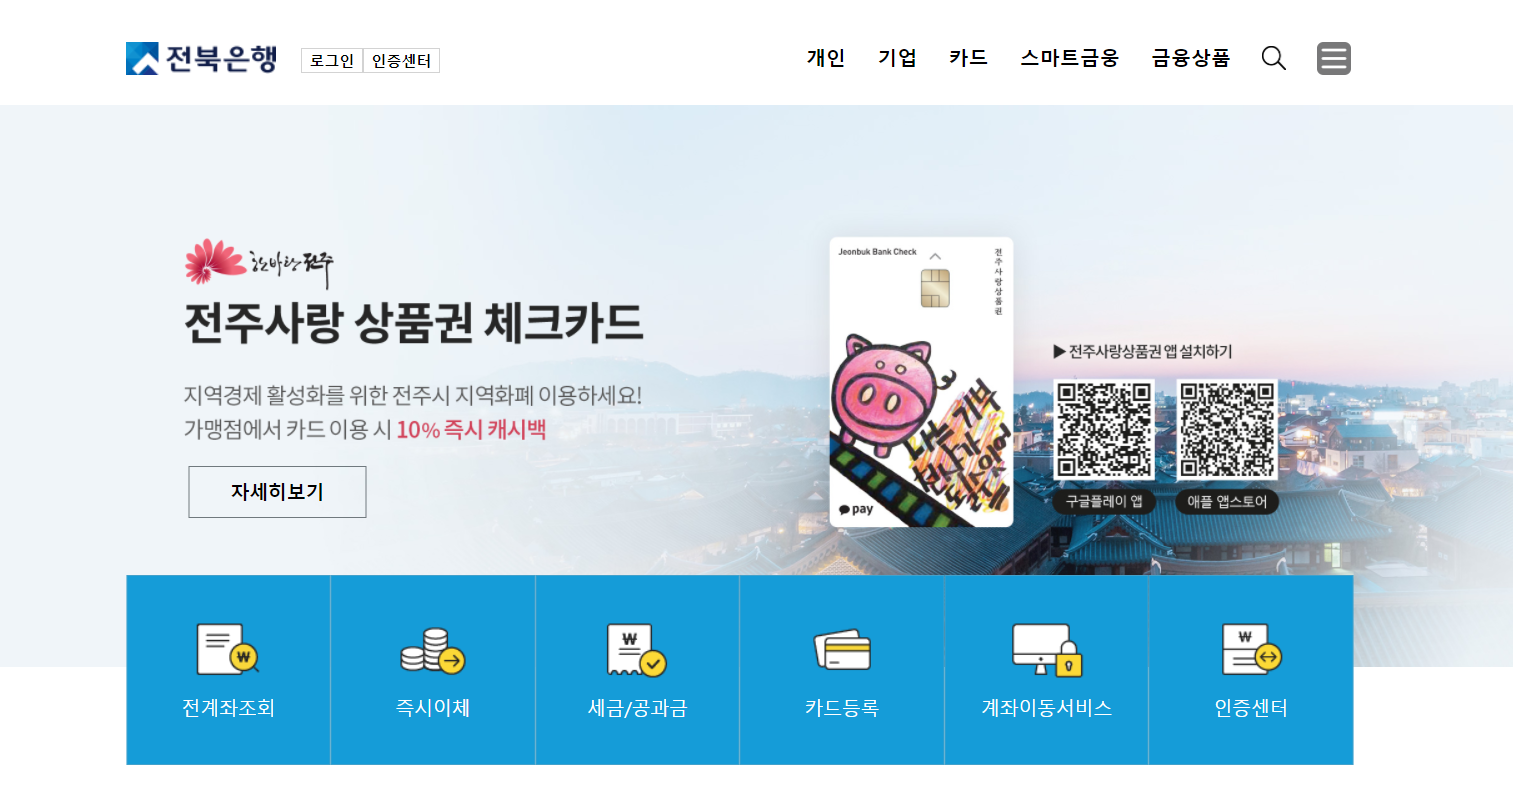 전북은행
로그인 인증센터
개인 기업 카드 스마트금융 금융상품
한바탕 전주
전주사랑 상품권 체크카드
지역경제 활성화를 위한 전주시 지역화폐 이용하세요!
가맹점에서 카드 이용 시 10% 즉시 캐시백
자세히보기
Jeonbuk Bank Check
전주사랑상품권
나는 기박
pay
▶ 전주사랑상품권 앱 설치하기
구글플레이 앱 애플 앱스토어
전계좌조회 즉시이체 세금/공과금 카드등록 계좌이동서비스 인증센터